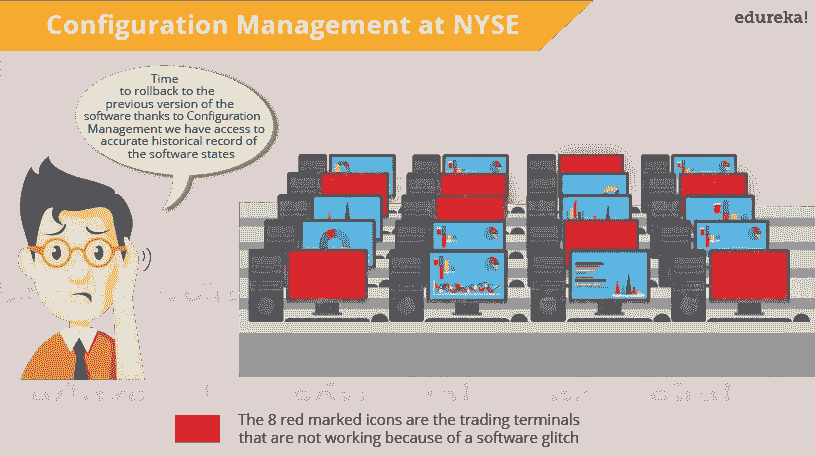 Configuration Management at NYSE
edureka!
Time
to rollback to the
previous version of the
software thanks to Configuration
Management we have access to
accurate historical record of
the software states
The 8 red marked icons are the trading terminals
that are not working because of a software glitch